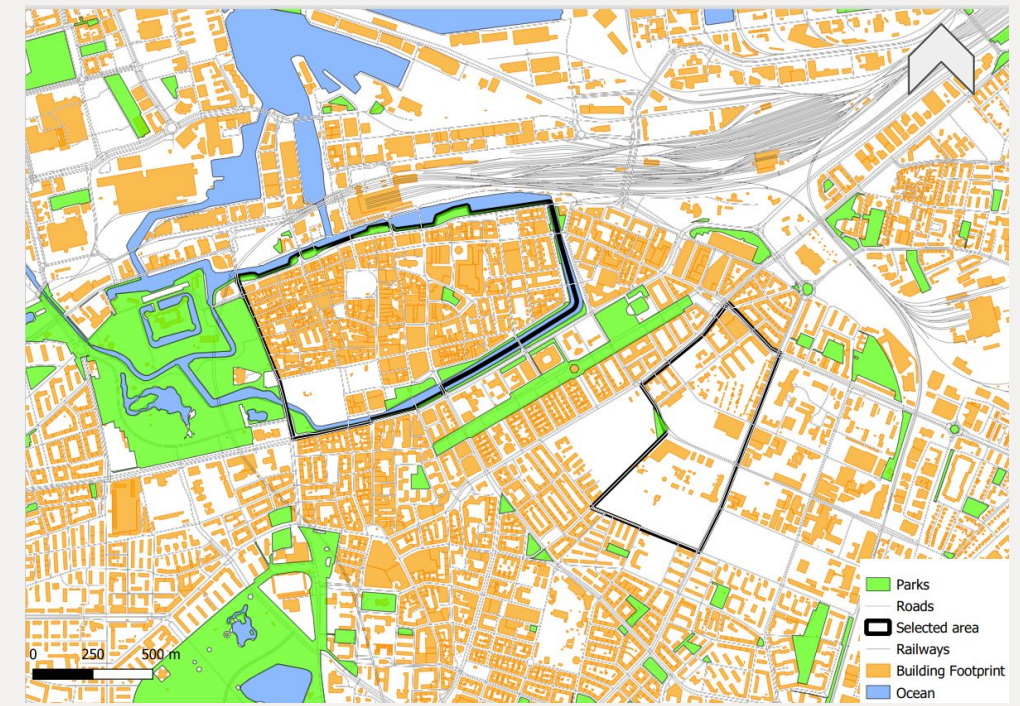 0 250 500 m
Parks
Roads
Selected area
Railways
Building Footprint
Ocean